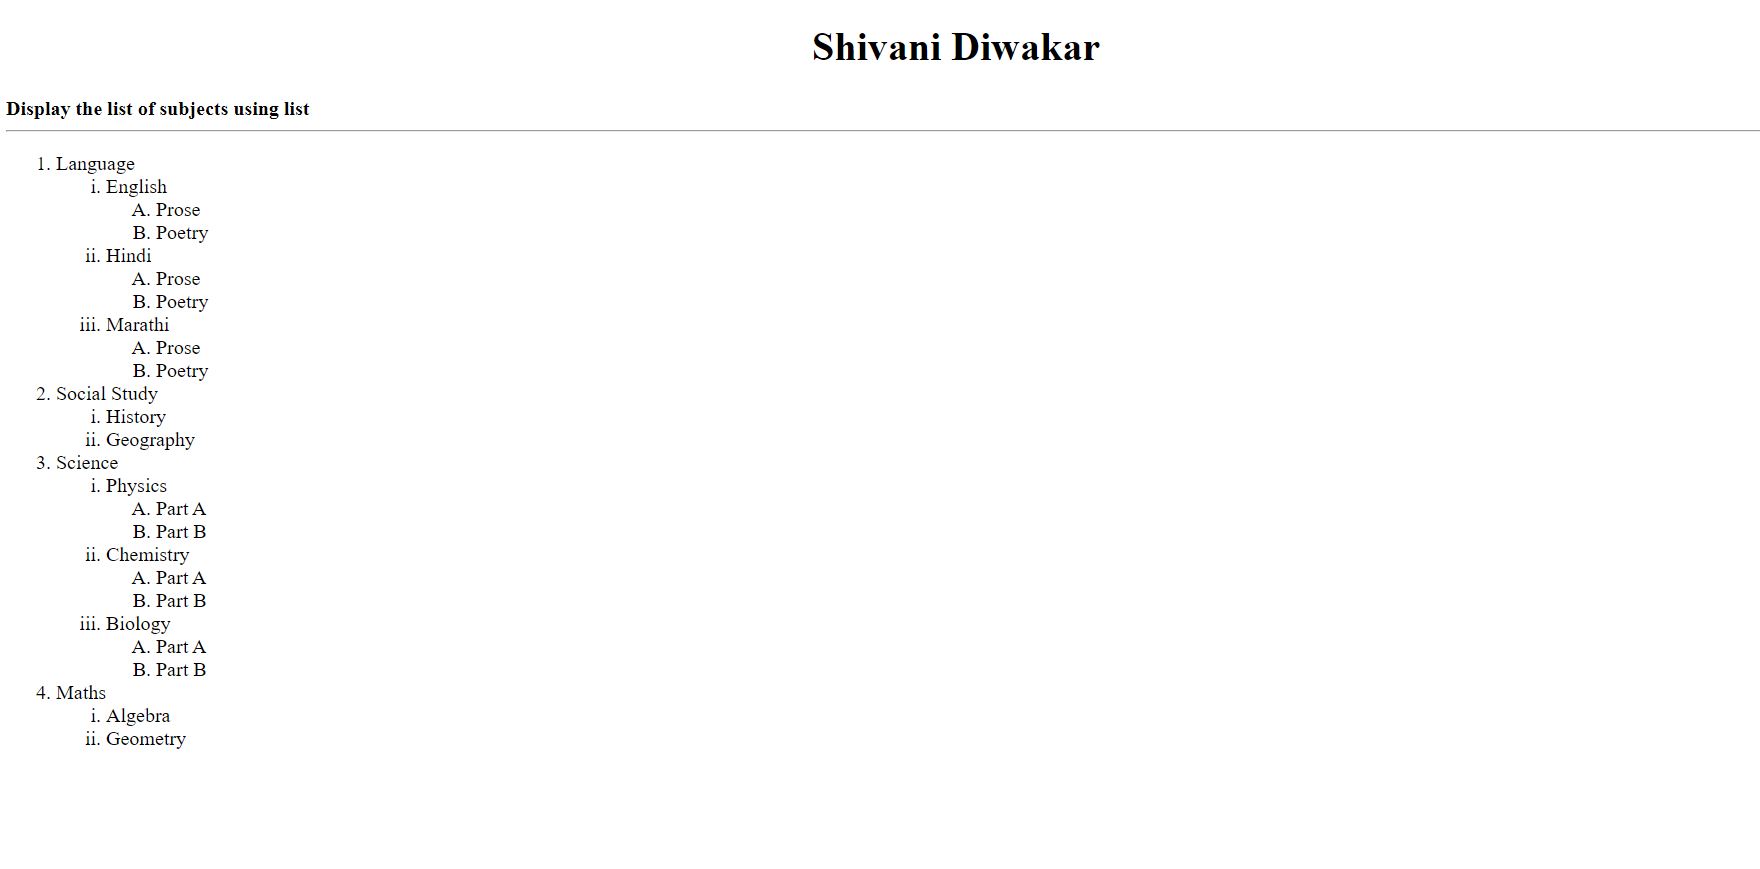 Shivani Diwakar
Display the list of subjects using list
1. Language
i. English
A. Prose
B. Poetry
ii. Hindi
A. Prose
B. Poetry
iii. Marathi
A. Prose
B. Poetry
2. Social Study
i. History
ii. Geography
3. Science
i. Physics
A. Part A
B. Part B
ii. Chemistry
A. Part A
B. Part B
iii. Biology
A. Part A
B. Part B
4. Maths
i. Algebra
ii. Geometry